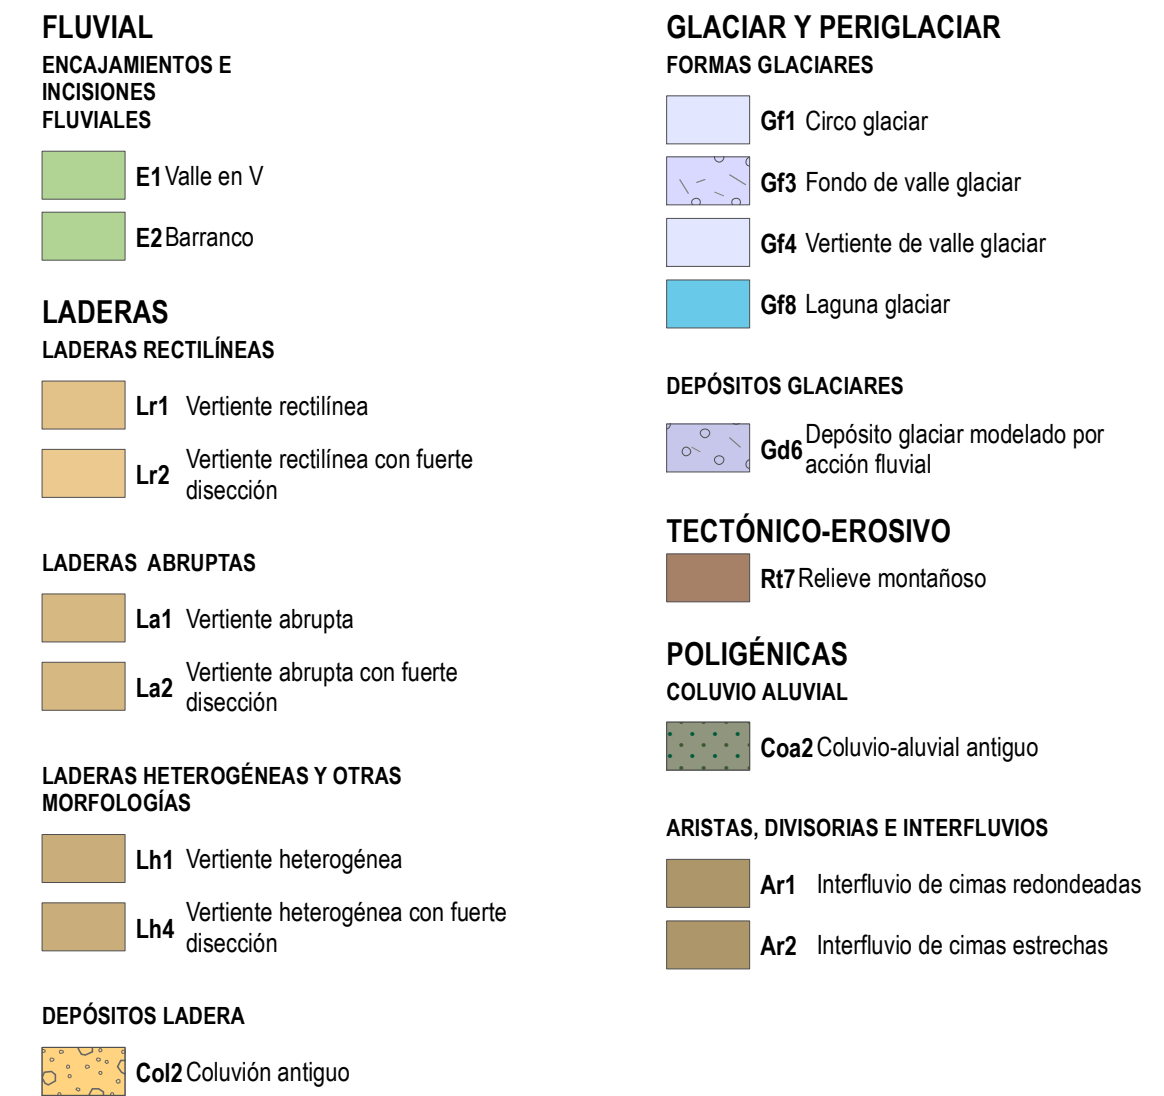 FLUVIAL
ENCAJAMIENTOS E
INCISIONES
FLUVIALES
E1 Valle en V
E2 Barranco
LADERAS
LADERAS RECTILÍNEAS
Lr1 Vertiente rectilínea
Lr2 Vertiente rectilínea con fuerte
disección
LADERAS ABRUPTAS
La1 Vertiente abrupta
La2 Vertiente abrupta con fuerte
disección
LADERAS HETEROGÉNEAS Y OTRAS
MORFOLOGÍAS
Lh1 Vertiente heterogénea
Lh4 Vertiente heterogénea con fuerte
disección
DEPÓSITOS LADERA
Col2 Coluvión antiguo
GLACIAR Y PERIGLACIAR
FORMAS GLACIARES
Gf1 Circo glaciar
Gf3 Fondo de valle glaciar
Gf4 Vertiente de valle glaciar
Gf8 Laguna glaciar
DEPÓSITOS GLACIARES
Gd6 Depósito glaciar modelado por
acción fluvial
TECTÓNICO-EROSIVO
Rt7 Relieve montañoso
POLIGÉNICAS
COLUVIO ALUVIAL
Coa2 Coluvio-aluvial antiguo
ARISTAS, DIVISORIAS E INTERFLUVIOS
Ar1 Interfluvio de cimas redondeadas
Ar2 Interfluvio de cimas estrechas